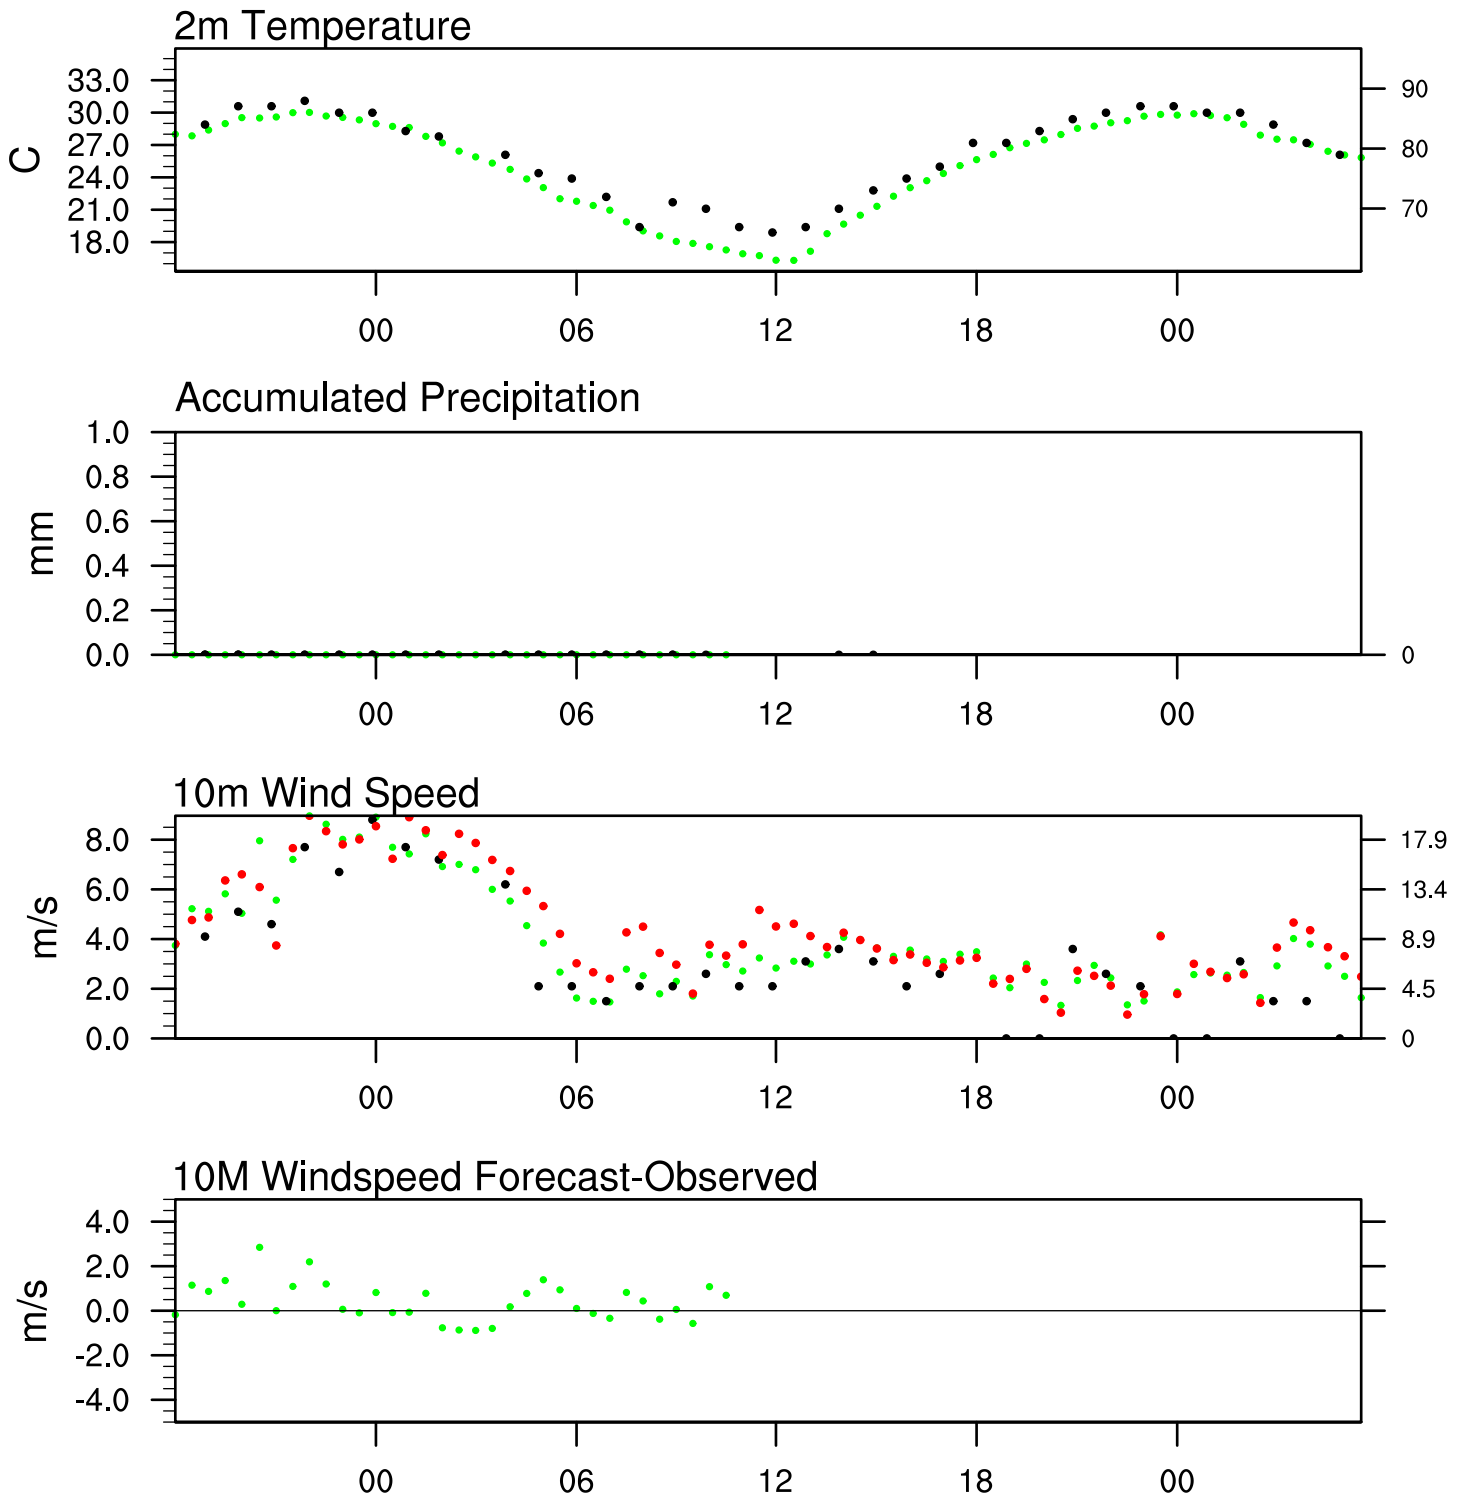 2m Temperature
33.0
30.0
27.0
24.0
21.0
18.0
C
90
80
70
00 06 12 18 00
Accumulated Precipitation
1.0
0.8
0.6
0.4
0.2
0.0
mm
0
00 06 12 18 00
10m Wind Speed
8.0
6.0
4.0
2.0
0.0
m/s
17.9
13.4
8.9
4.5
0
00 06 12 18 00
10M Windspeed Forecast-Observed
4.0
2.0
0.0
-2.0
-4.0
m/s
00 06 12 18 00